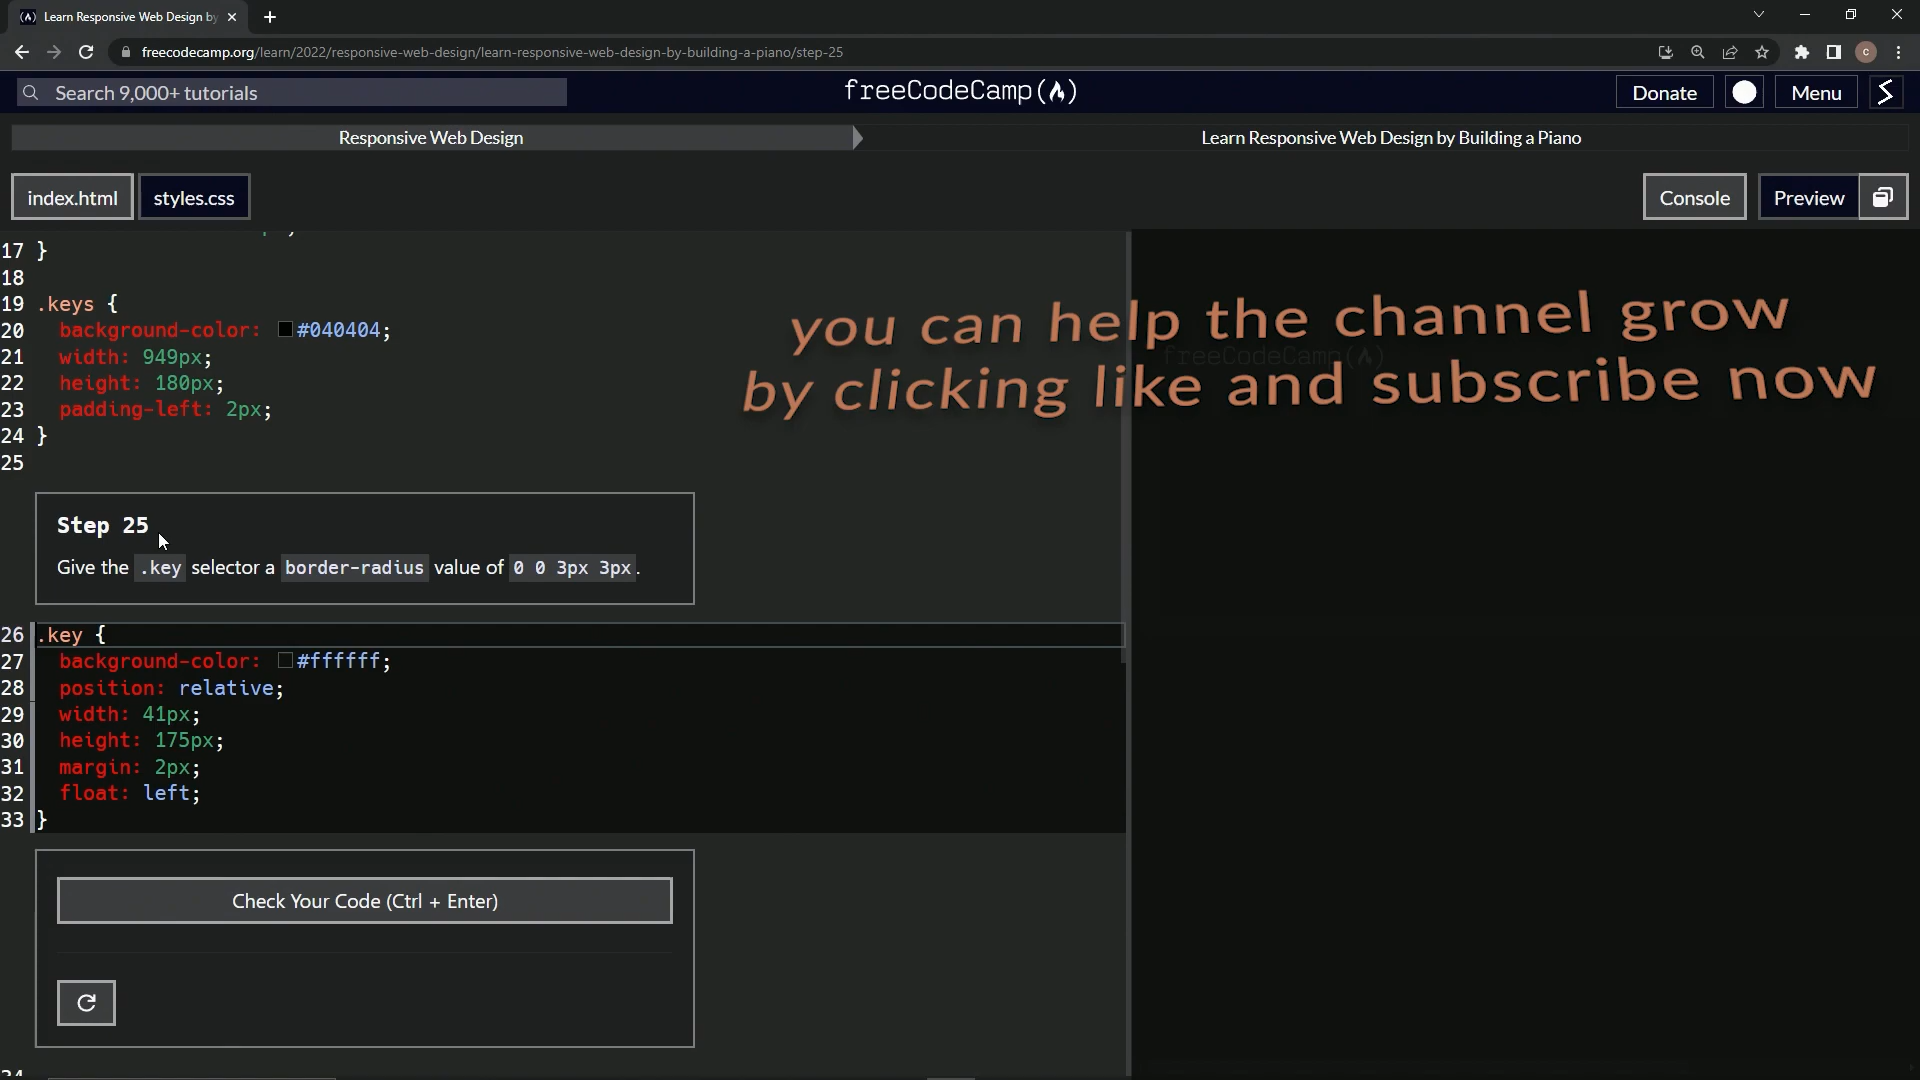 Learn Responsive Web Design by
freecodecamp.org/learn/2022/responsive-web-design/learn-responsive-web-design-by-building-a-piano/step-25
C
Search 9,000+ tutorials
freeCodeCamp(🔥)
Donate
Menu
Responsive Web Design
Learn Responsive Web Design by Building a Piano
index.html
styles.css
Console
Preview
17 }
18
19 .keys {
20 background-color: #040404;
21 width: 949px;
22 height: 180px;
23 padding-left: 2px;
24 }
25
you can help the channel grow
freeCodeCamp(🔥)
by clicking like and subscribe now
Step 25
Give the .key selector a border-radius value of 0 0 3px 3px.
26 .key {
27 background-color: #ffffff;
28 position: relative;
29 width: 41px;
30 height: 175px;
31 margin: 2px;
32 float: left;
33 }
Check Your Code (Ctrl + Enter)